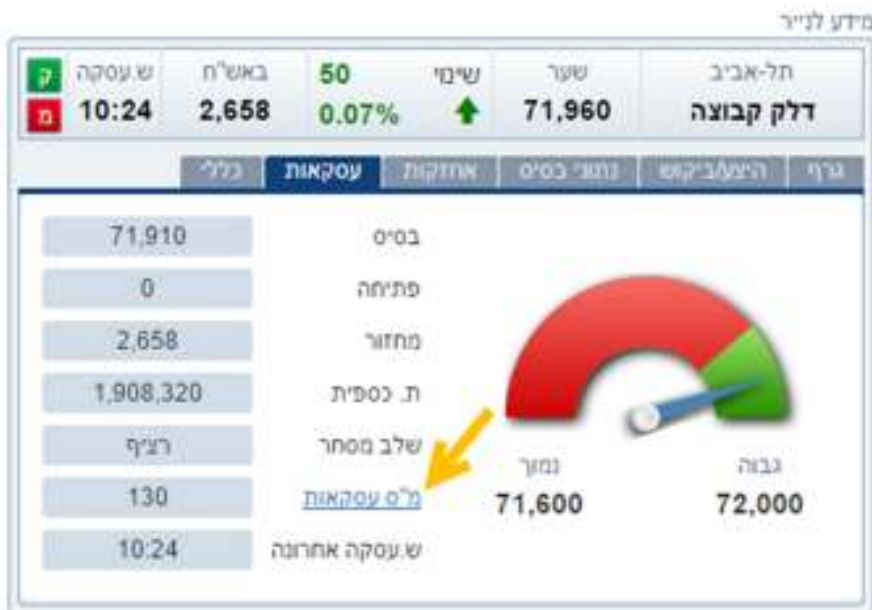 מידע לנייר
תל-אביב שער שינוי 50 באש"ח ש.עסקה ק
דלק קבוצה 71,960 0.07% 2,658 10:24 מ
גרף היצע/ביקוש נתוני בסיס אחזקות עסקאות כללי
בסיס 71,910
פתיחה 0
מחזור 2,658
ת. כספית 1,908,320
שלב מסחר רציף
מ"ס עסקאות 130
ש.עסקה אחרונה 10:24
גבוה נמוך
72,000 71,600